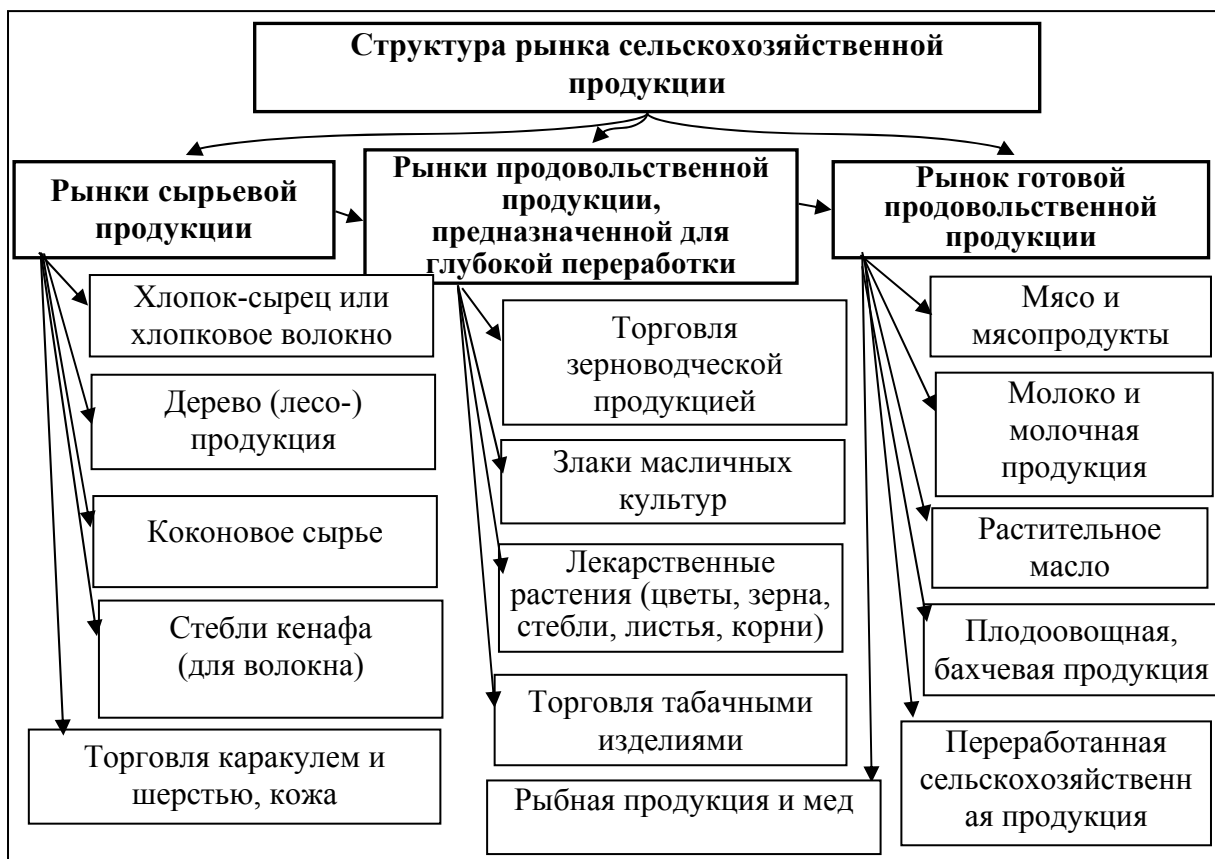 Структура рынка сельскохозяйственной
продукции
Рынки сырьевой
продукции
Рынки продовольственной
продукции,
предназначенной для
глубокой переработки
Рынок готовой
продовольственной
продукции
Хлопок-сырец или
хлопковое волокно
Дерево (лесо-)
продукция
Коконовое сырье
Стебли кенафа
(для волокна)
Торговля каракулем и
шерстью, кожа
Торговля
зерноводческой
продукцией
Злаки масличных
культур
Лекарственные
растения (цветы, зерна,
стебли, листья, корни)
Торговля табачными
изделиями
Мясо и
мясопродукты
Молоко и
молочная
продукция
Растительное
масло
Плодоовощная,
бахчевая продукция
Переработанная
сельскохозяйственн
ая продукция
Рыбная продукция и мед